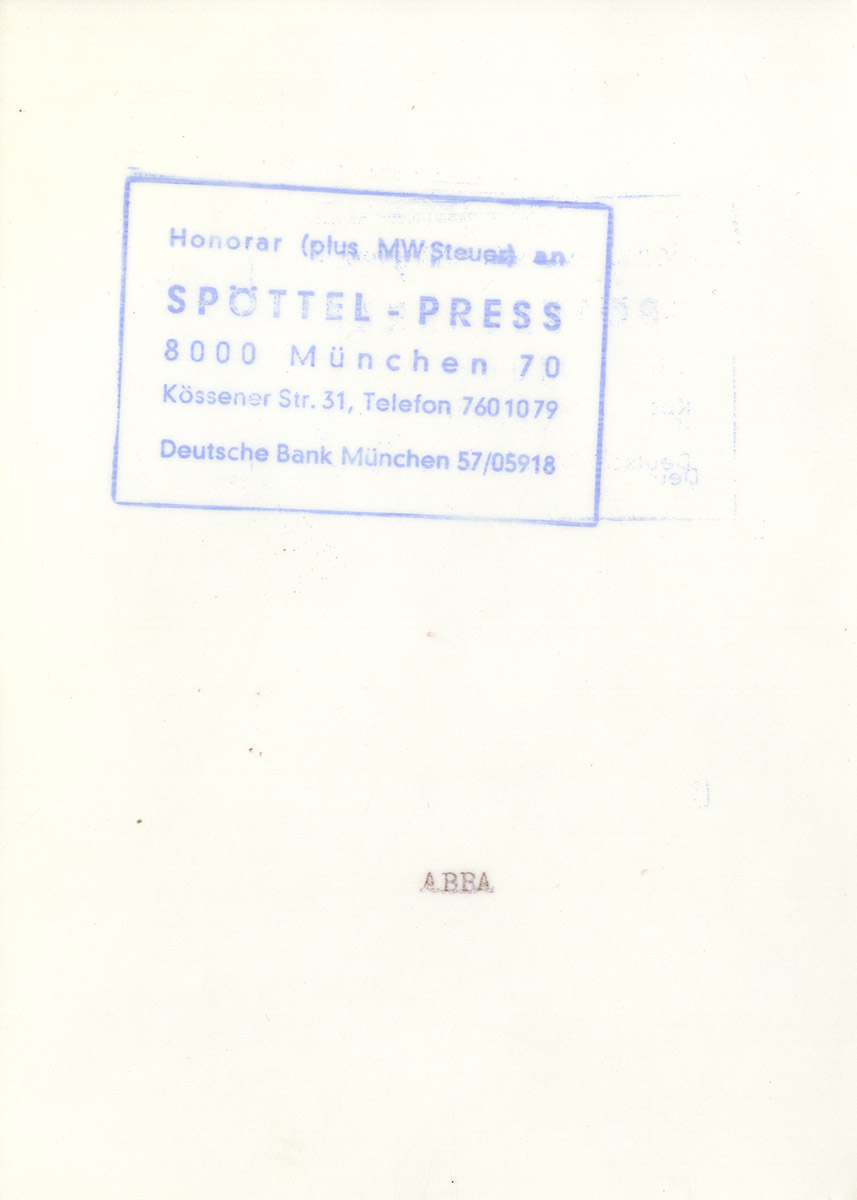 Honorar (plus MW Steuer) an
SPÖTTEL - PRESS
8000 München 70
Kössener Str. 31, Telefon 7601079
Deutsche Bank München 57/05918
ABBA